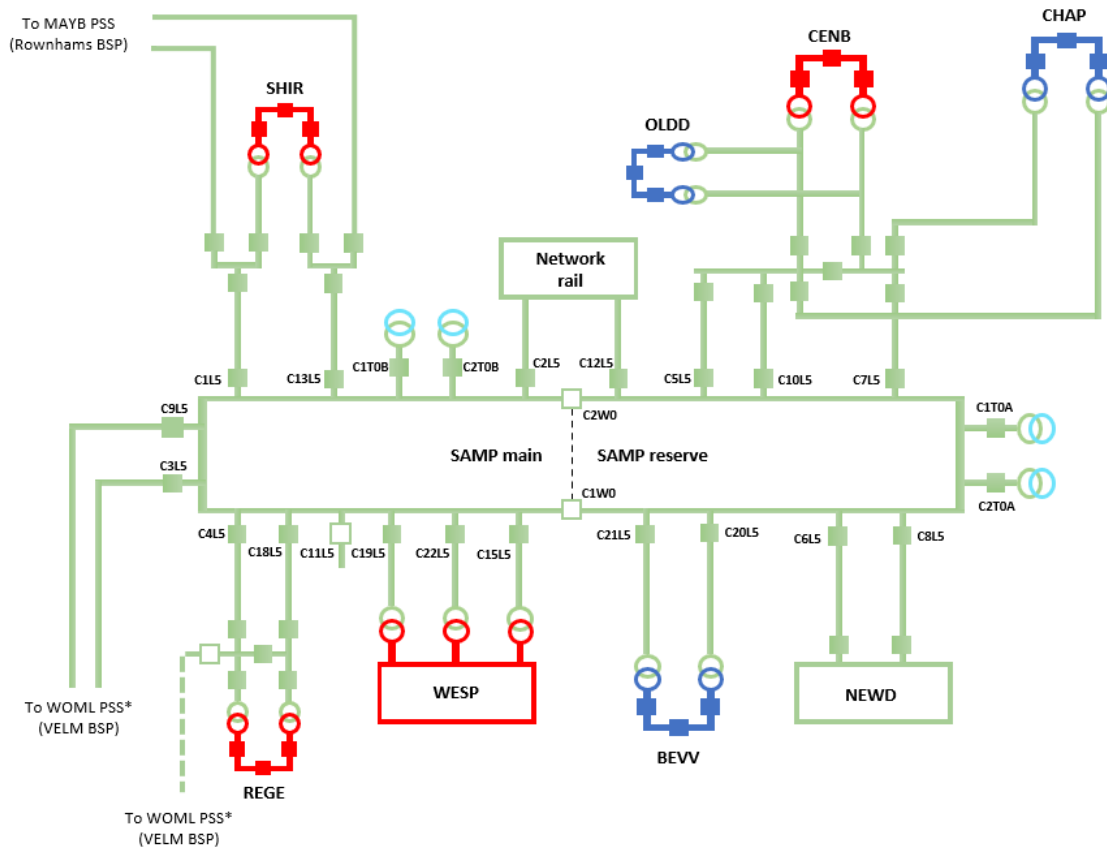 To MAYB PSS
(Rownhams BSP)
SHIR
CENB
CHAP
OLDD
Network
rail
C1L5
C13L5
C1T0B
C2T0B
C2L5
C12L5
C5L5
C10L5
C7L5
C9L5
C3L5
C2W0
SAMP main
SAMP reserve
C1W0
C1T0A
C2T0A
C4L5
C18L5
C11L5
C19L5
C22L5
C15L5
C21L5
C20L5
C6L5
C8L5
To WOML PSS*
(VELM BSP)
WESP
NEWD
BEVV
REGE
To WOML PSS*
(VELM BSP)